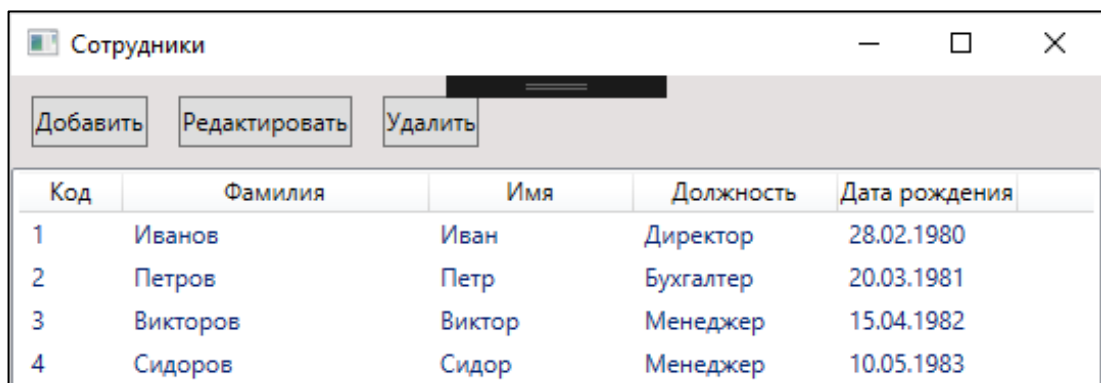 Сотрудники
Добавить Редактировать Удалить
Код Фамилия Имя Должность Дата рождения
1 Иванов Иван Директор 28.02.1980
2 Петров Петр Бухгалтер 20.03.1981
3 Викторов Виктор Менеджер 15.04.1982
4 Сидоров Сидор Менеджер 10.05.1983